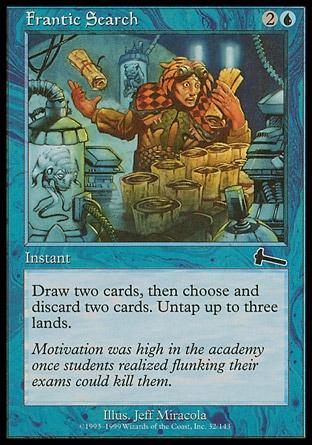 Frantic Search 2
Instant
Draw two cards, then choose and
discard two cards. Untap up to three
lands.
Motivation was high in the academy
once students realized flunking their
exams could kill them.
Illus. Jeff Miracola
© 1993-1999 Wizards of the Coast, Inc. 32/143